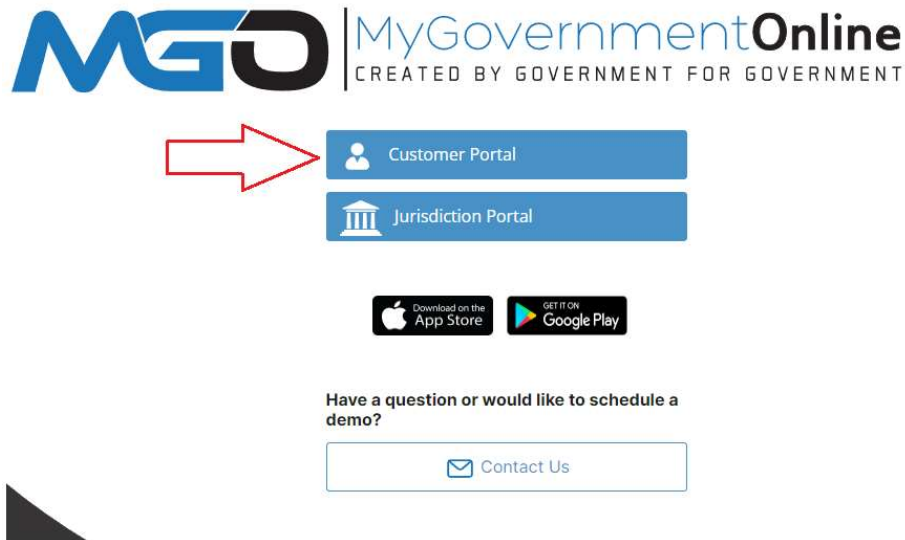 MGO
MyGovernmentOnline
CREATED BY GOVERNMENT FOR GOVERNMENT
Customer Portal
Jurisdiction Portal
Download on the
App Store
GET IT ON
Google Play
Have a question or would like to schedule a
demo?
Contact Us